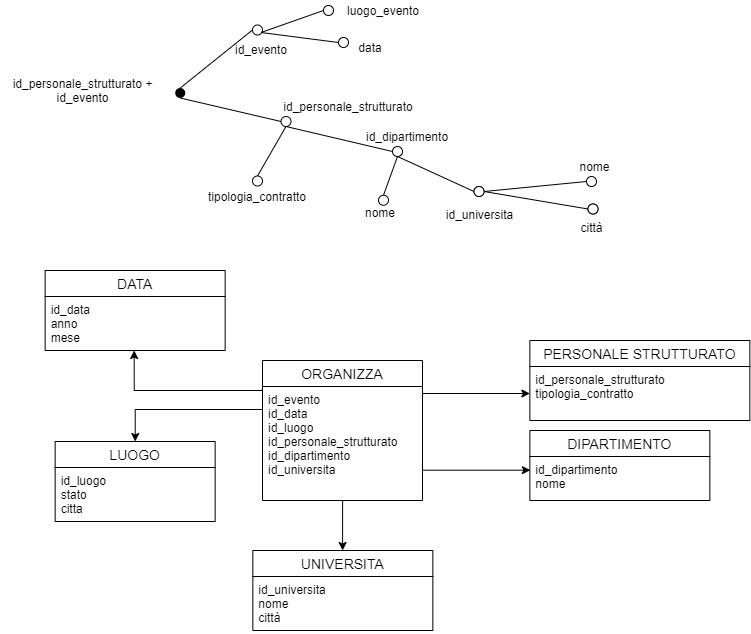 luogo_evento
id_evento
data
id_personale_strutturato +
id_evento
id_personale_strutturato
id_dipartimento
tipologia_contratto
nome
id_universita
nome
città
DATA
id_data
anno
mese
ORGANIZZA
id_evento
id_data
id_luogo
id_personale_strutturato
id_dipartimento
id_universita
PERSONALE STRUTTURATO
id_personale_strutturato
tipologia_contratto
LUOGO
id_luogo
stato
citta
DIPARTIMENTO
id_dipartimento
nome
UNIVERSITA
id_universita
nome
città